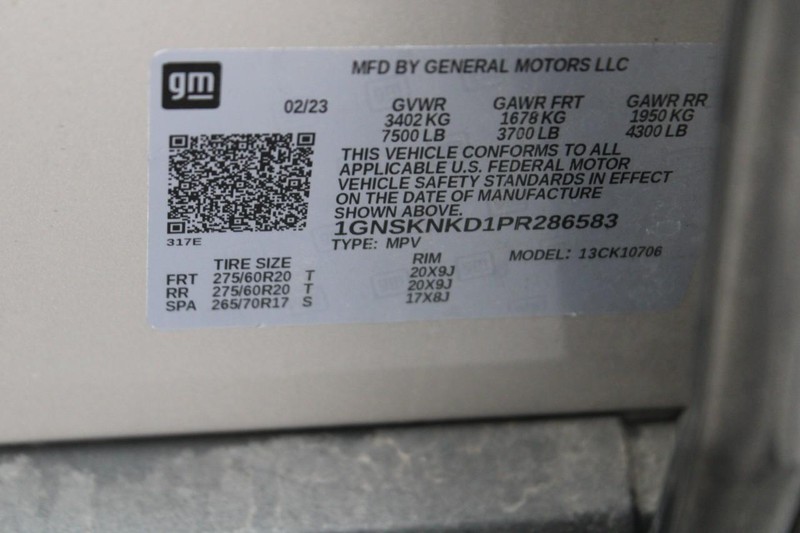 gm
MFD BY GENERAL MOTORS LLC
02/23 GVWR GAWR FRT GAWR RR
3402 KG 1678 KG 1950 KG
7500 LB 3700 LB 4300 LB
THIS VEHICLE CONFORMS TO ALL
APPLICABLE U.S. FEDERAL MOTOR
VEHICLE SAFETY STANDARDS IN EFFECT
ON THE DATE OF MANUFACTURE
SHOWN ABOVE.
1GNSKNKD1PR286583
317E
TYPE: MPV MODEL: 13CK10706
TIRE SIZE RIM
FRT 275/60R20 T 20X9J
RR 275/60R20 T 20X9J
SPA 265/70R17 S 17X8J